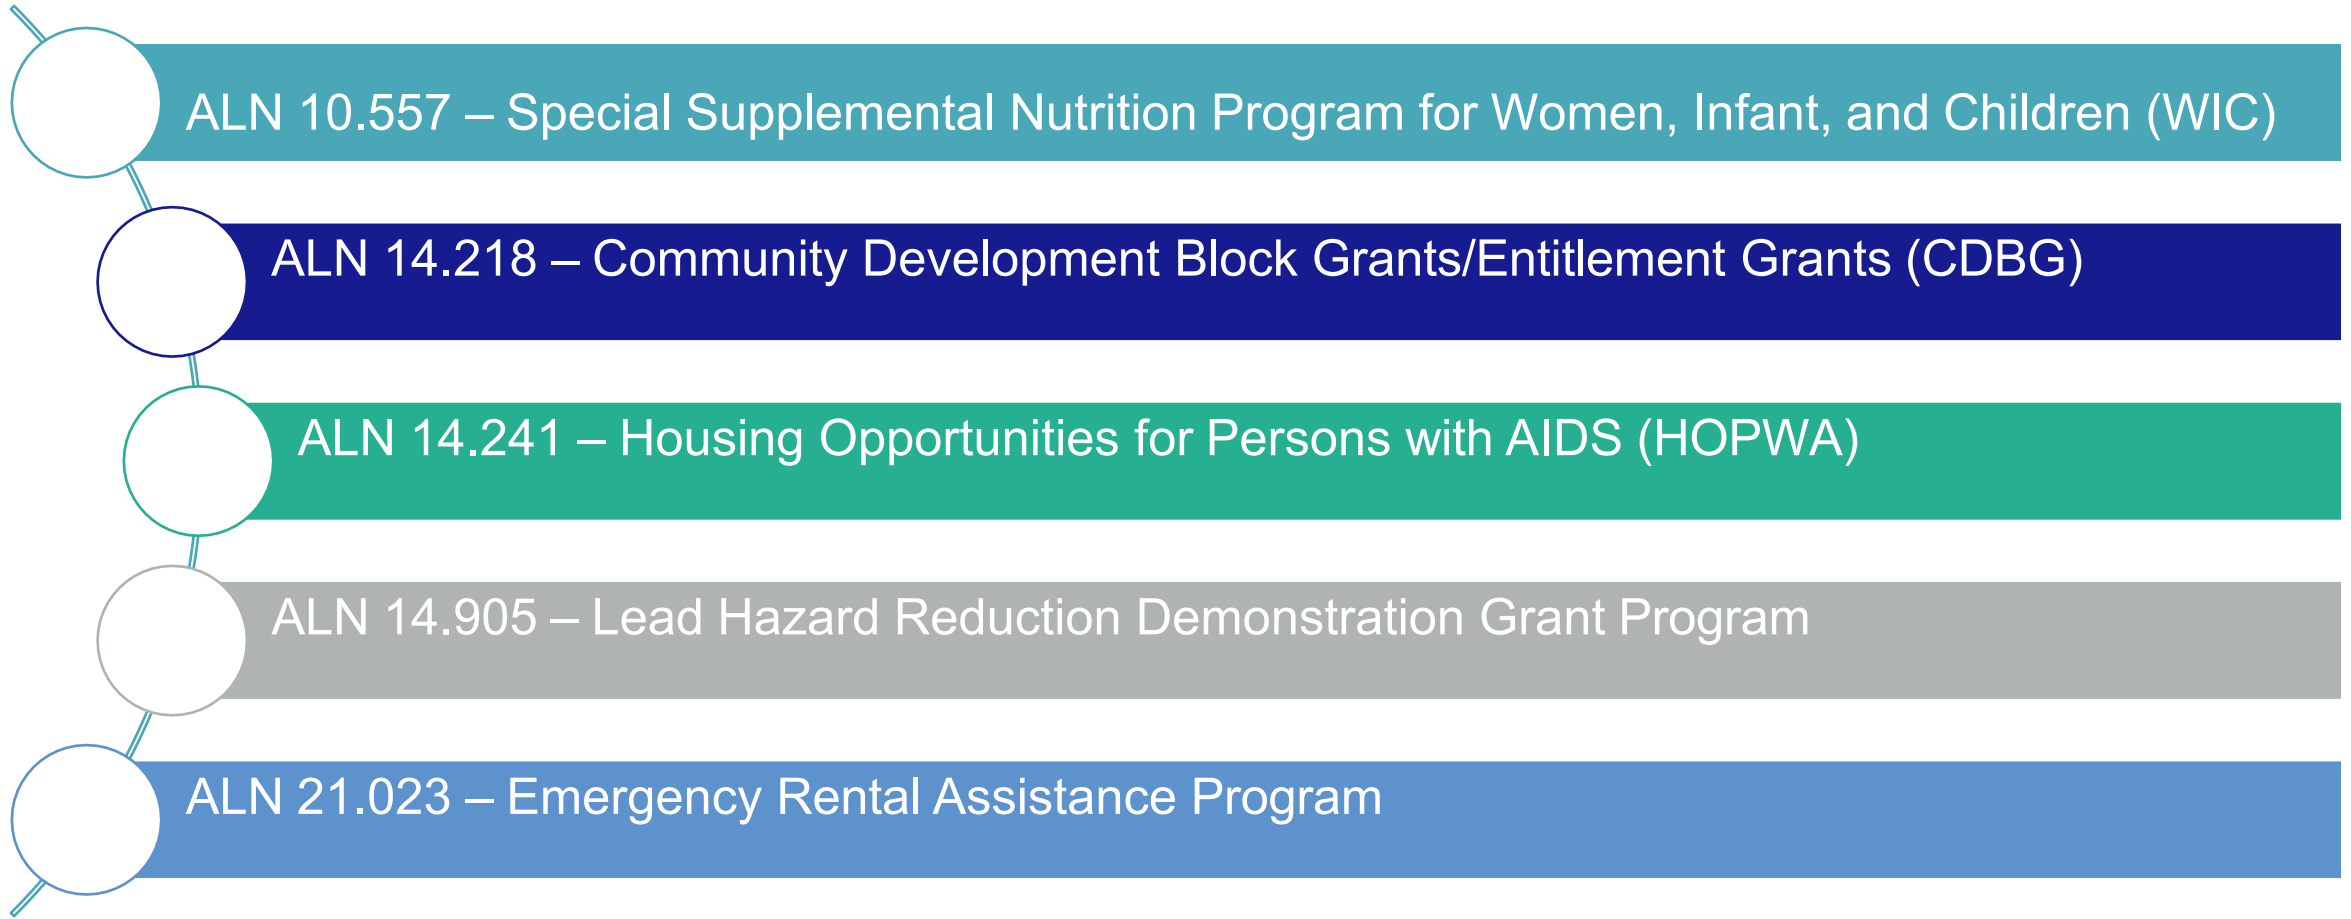 ALN 10.557 – Special Supplemental Nutrition Program for Women, Infant, and Children (WIC)
ALN 14.218 – Community Development Block Grants/Entitlement Grants (CDBG)
ALN 14.241 – Housing Opportunities for Persons with AIDS (HOPWA)
ALN 14.905 – Lead Hazard Reduction Demonstration Grant Program
ALN 21.023 – Emergency Rental Assistance Program